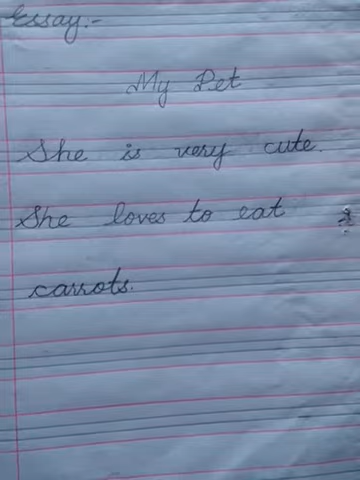 Essay:-
My Pet
She is very cute.
She loves to eat
carrots.